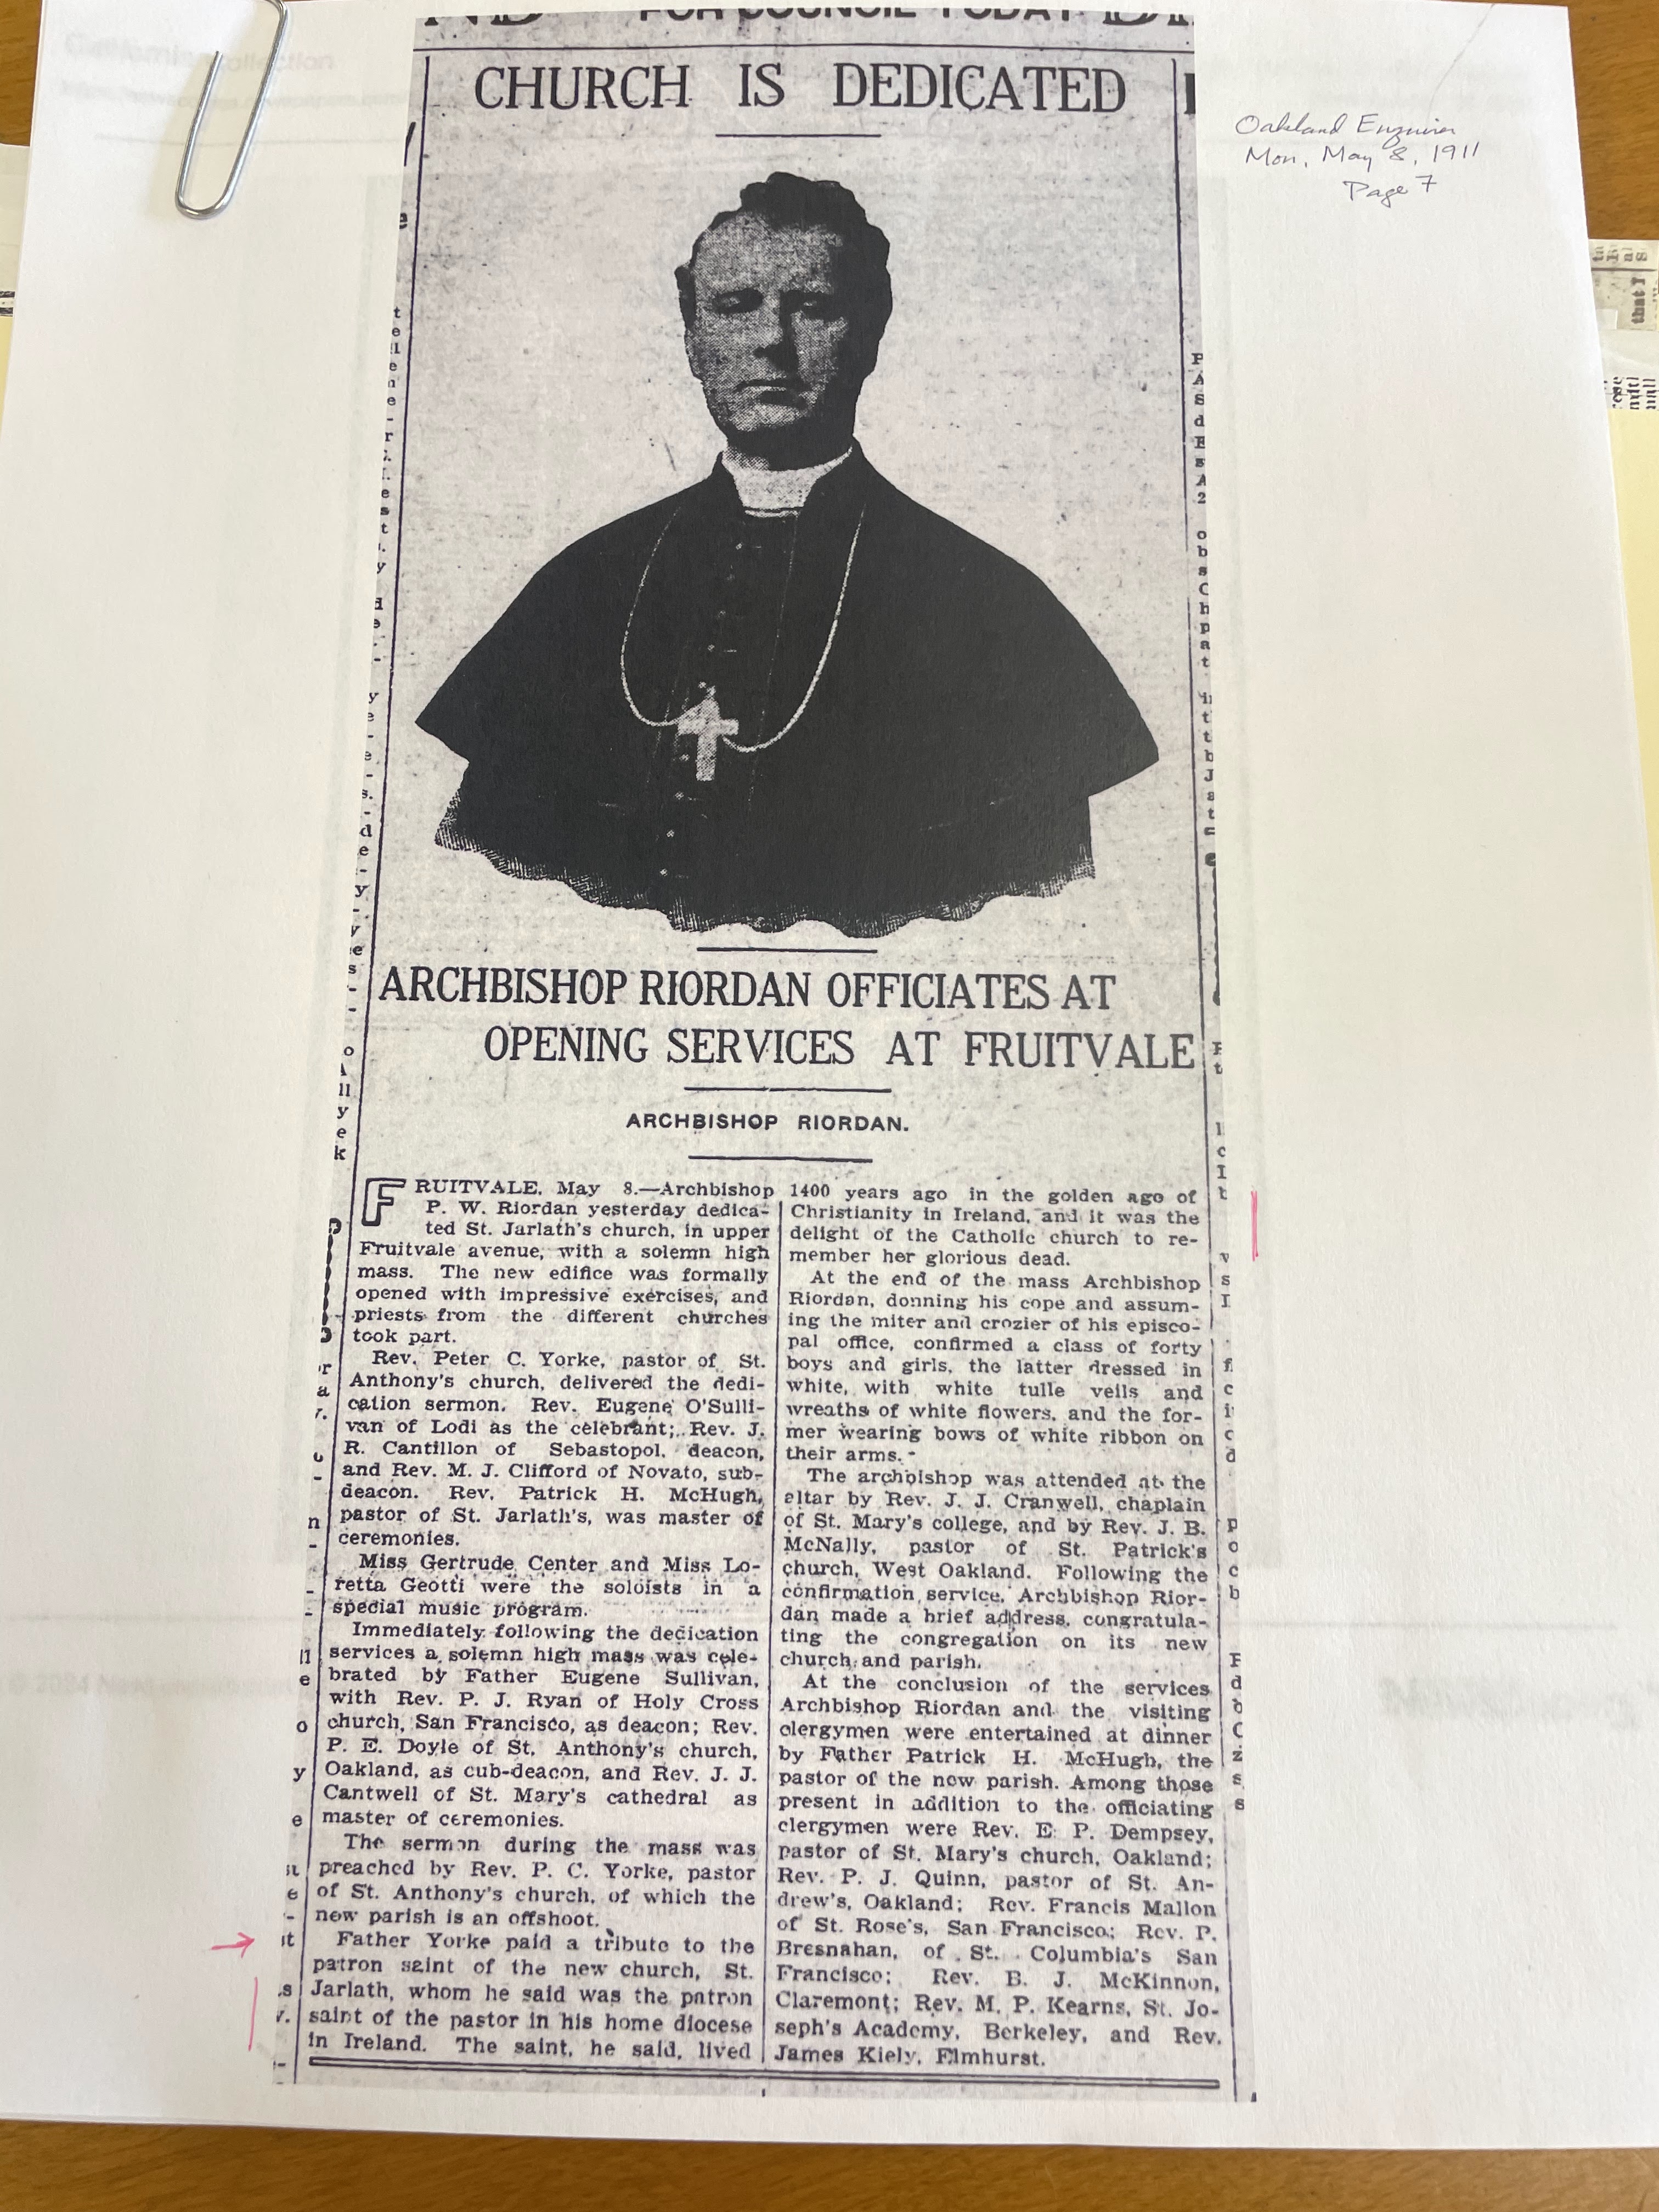 FOR COUNCIL TODAY
CHURCH IS DEDICATED
Oakland Enquirer
Mon, May 8, 1911
Page 7
ARCHBISHOP RIORDAN OFFICIATES AT
OPENING SERVICES AT FRUITVALE
ARCHBISHOP RIORDAN.
FRUITVALE, May 8.—Archbishop
P. W. Riordan yesterday dedica-
ted St. Jarlath's church, in upper
Fruitvale avenue, with a solemn high
mass. The new edifice was formally
opened with impressive exercises, and
priests from the different churches
took part.
Rev. Peter C. Yorke, pastor of St.
Anthony's church, delivered the dedi-
cation sermon. Rev. Eugene O'Sulli-
van of Lodi as the celebrant; Rev. J.
R. Cantillon of Sebastopol, deacon,
and Rev. M. J. Clifford of Novato, sub-
deacon. Rev. Patrick H. McHugh,
pastor of St. Jarlath's, was master of
ceremonies.
Miss Gertrude Center and Miss Lo-
retta Geotti were the soloists in a
special music program.
Immediately following the dedication
services a solemn high mass was cele-
brated by Father Eugene Sullivan,
with Rev. P. J. Ryan of Holy Cross
church, San Francisco, as deacon; Rev.
P. E. Doyle of St. Anthony's church,
Oakland, as cub-deacon, and Rev. J. J.
Cantwell of St. Mary's cathedral as
master of ceremonies.
The sermon during the mass was
preached by Rev. P. C. Yorke, pastor
of St. Anthony's church, of which the
new parish is an offshoot.
Father Yorke paid a tribute to the
patron saint of the new church, St.
Jarlath, whom he said was the patron
saint of the pastor in his home diocese
in Ireland. The saint, he said, lived
1400 years ago in the golden ago of
Christianity in Ireland, and it was the
delight of the Catholic church to re-
member her glorious dead.
At the end of the mass Archbishop
Riordan, donning his cope and assum-
ing the miter and crozier of his episco-
pal office, confirmed a class of forty
boys and girls, the latter dressed in
white, with white tulle veils and
wreaths of white flowers, and the for-
mer wearing bows of white ribbon on
their arms.
The archbishop was attended at the
altar by Rev. J. J. Cranwell, chaplain
of St. Mary's college, and by Rev. J. B.
McNally, pastor of St. Patrick's
church, West Oakland. Following the
confirmation service, Archbishop Rior-
dan made a brief address, congratula-
ting the congregation on its new
church and parish.
At the conclusion of the services
Archbishop Riordan and the visiting
clergymen were entertained at dinner
by Father Patrick H. McHugh, the
pastor of the new parish. Among those
present in addition to the officiating
clergymen were Rev. E. P. Dempsey,
pastor of St. Mary's church, Oakland;
Rev. P. J. Quinn, pastor of St. An-
drew's, Oakland; Rev. Francis Mallon
of St. Rose's, San Francisco; Rev. P.
Bresnahan, of St. Columbia's San
Francisco; Rev. B. J. McKinnon,
Claremont; Rev. M. P. Kearns, St. Jo-
seph's Academy, Berkeley, and Rev.
James Kiely, Elmhurst.